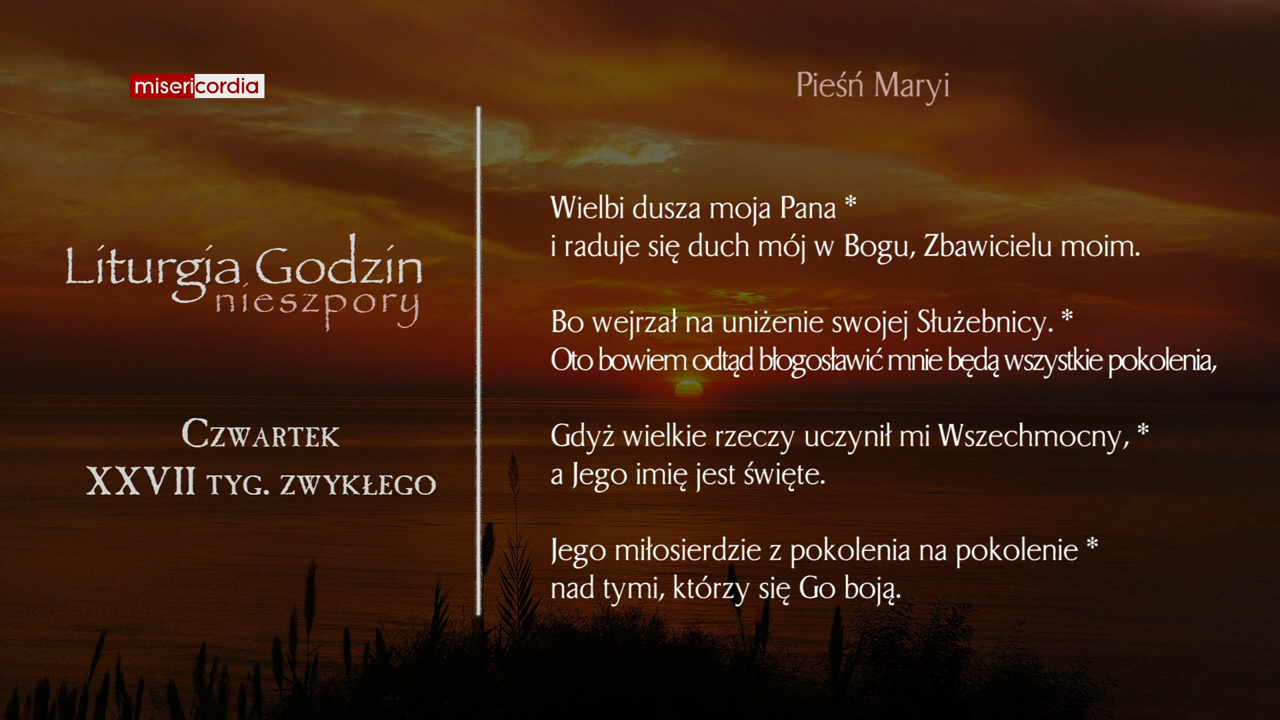 misericordia
Pieśń Maryi
Liturgia Godzin
nieszpory
Czwartek
XXVII tyg. zwykłego
Wielbi dusza moja Pana *
i raduje się duch mój w Bogu, Zbawicielu moim.
Bo wejrzał na uniżenie swojej Służebnicy. *
Oto bowiem odtąd błogosławić mnie będą wszystkie pokolenia,
Gdyż wielkie rzeczy uczynił mi Wszechmocny, *
a Jego imię jest święte.
Jego miłosierdzie z pokolenia na pokolenie *
nad tymi, którzy się Go boją.